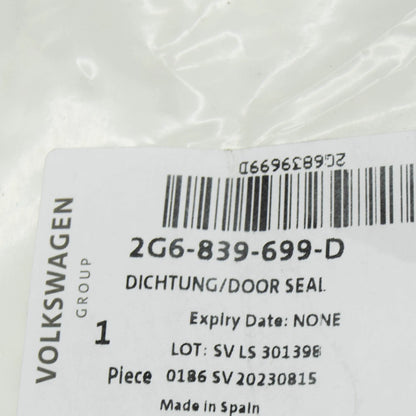 VOLKSWAGEN
GROUP
2G6839699D
2G6-839-699-D
DICHTUNG/DOOR SEAL
Expiry Date: NONE
1
LOT: SV LS 301398
Piece 0186 SV 20230815
Made in Spain